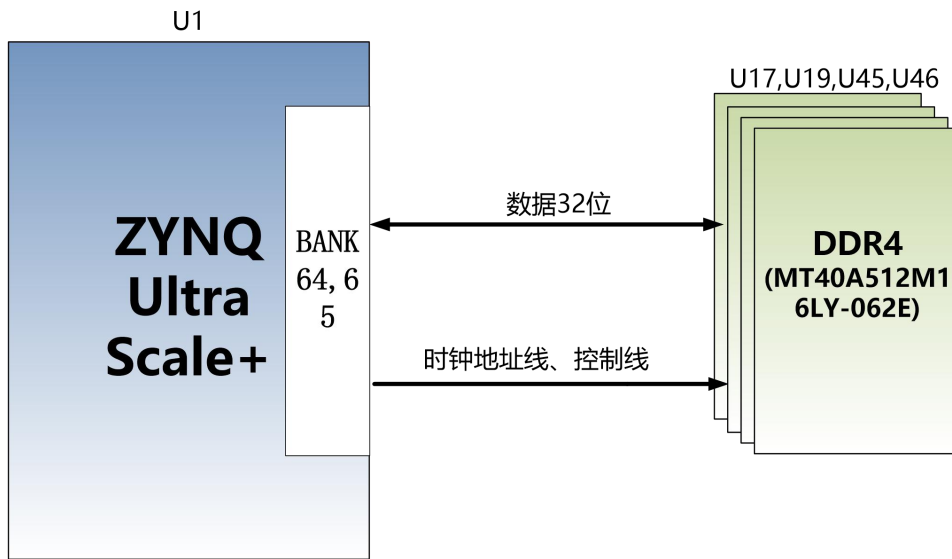 U1
U17,U19,U45,U46
ZYNQ
Ultra
Scale+
BANK
64,6
5
数据32位
时钟地址线、控制线
DDR4
(MT40A512M1
6LY-062E)